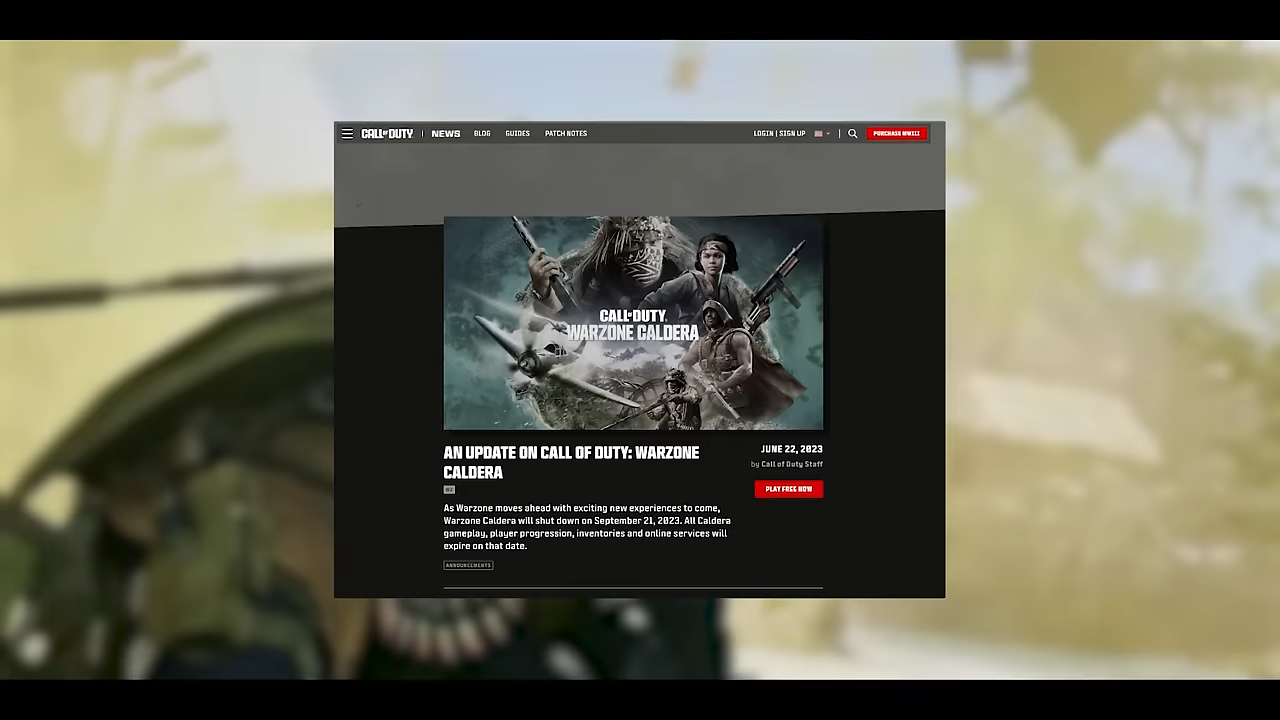 CALL OF DUTY | NEWS BLOG GUIDES PATCH NOTES LOGIN | SIGN UP | PURCHASE MWIII
CALL OF DUTY
WARZONE CALDERA
AN UPDATE ON CALL OF DUTY: WARZONE
CALDERA
JUNE 22, 2023
by Call of Duty Staff
PLAY FREE NOW
WZ
As Warzone moves ahead with exciting new experiences to come,
Warzone Caldera will shut down on September 21, 2023. All Caldera
gameplay, player progression, inventories and online services will
expire on that date.
ANNOUNCEMENTS